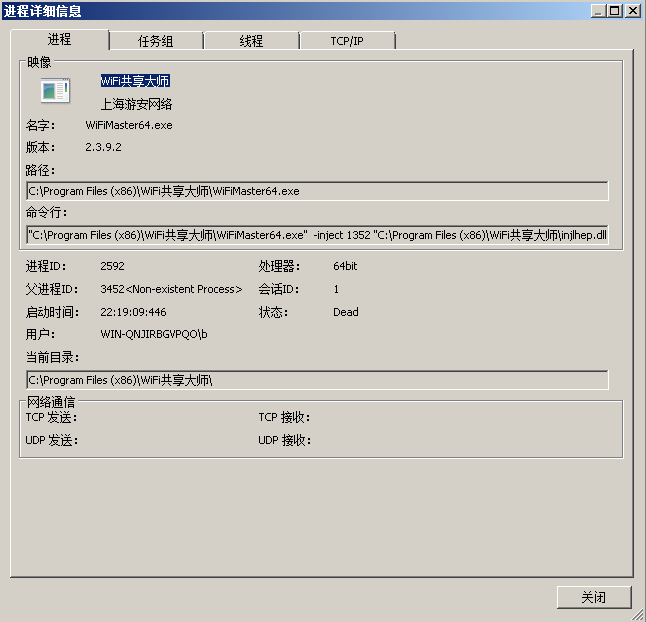 进程详细信息
进程 任务组 线程 TCP/IP
映像
WiFi共享大师
上海游安网络
名字： WiFiMaster64.exe
版本： 2.3.9.2
路径：
C:\Program Files (x86)\WiFi共享大师\WiFiMaster64.exe
命令行：
"C:\Program Files (x86)\WiFi共享大师\WiFiMaster64.exe" -inject 1352 "C:\Program Files (x86)\WiFi共享大师\injlhep.dll
进程ID： 2592 处理器： 64bit
父进程ID： 3452<Non-existent Process> 会话ID： 1
启动时间： 22:19:09:446 状态： Dead
用户： WIN-QNJIRBGVPQO\b
当前目录：
C:\Program Files (x86)\WiFi共享大师\
网络通信
TCP 发送： TCP 接收：
UDP 发送： UDP 接收：
关闭